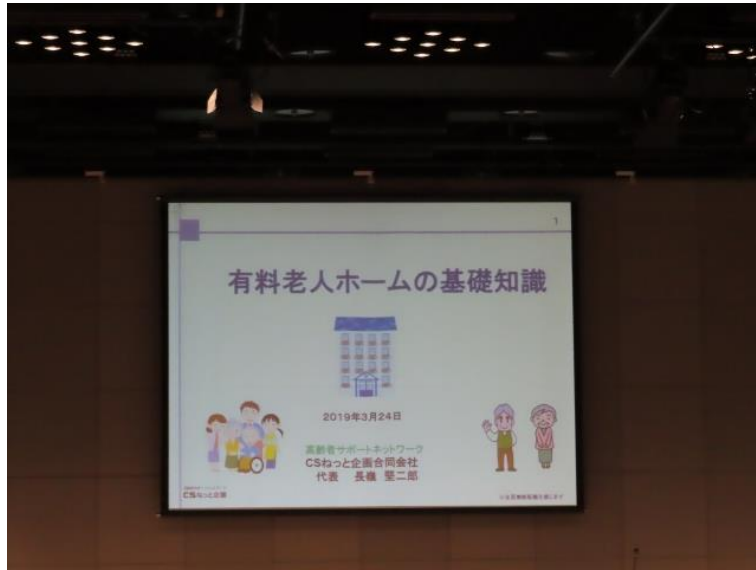 1
有料老人ホームの基礎知識
2019年3月24日
高齢者サポートネットワーク
CSねっと企画合同会社
代表 長嶺 堅二郎
CSねっと企画